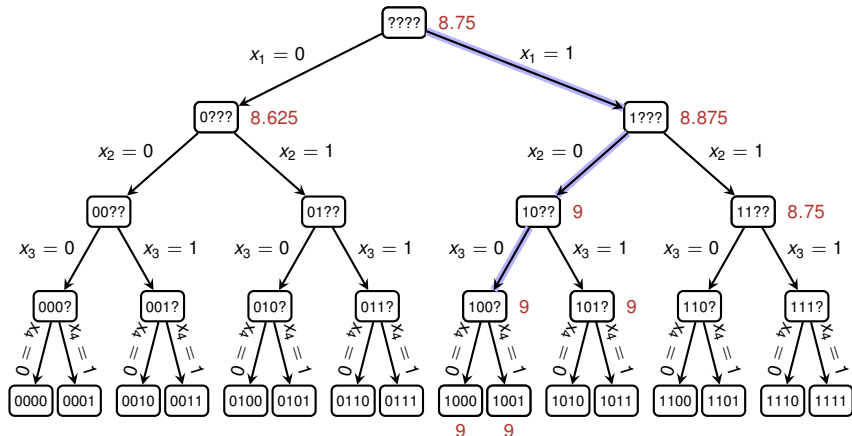 ???? 8.75
x₁ = 0 x₁ = 1
0??? 8.625 1??? 8.875
x₂ = 0 x₂ = 1 x₂ = 0 x₂ = 1
00?? 01?? 10?? 9 11?? 8.75
x₃ = 0 x₃ = 1 x₃ = 0 x₃ = 1 x₃ = 0 x₃ = 1 x₃ = 0 x₃ = 1
000? 001? 010? 011? 100? 9 101? 9 110? 111?
x₄ = 0 x₄ = 1 x₄ = 0 x₄ = 1 x₄ = 0 x₄ = 1 x₄ = 0 x₄ = 1 x₄ = 0 x₄ = 1 x₄ = 0 x₄ = 1 x₄ = 0 x₄ = 1 x₄ = 0 x₄ = 1
0000 0001 0010 0011 0100 0101 0110 0111 1000 1001 1010 1011 1100 1101 1110 1111
9 9